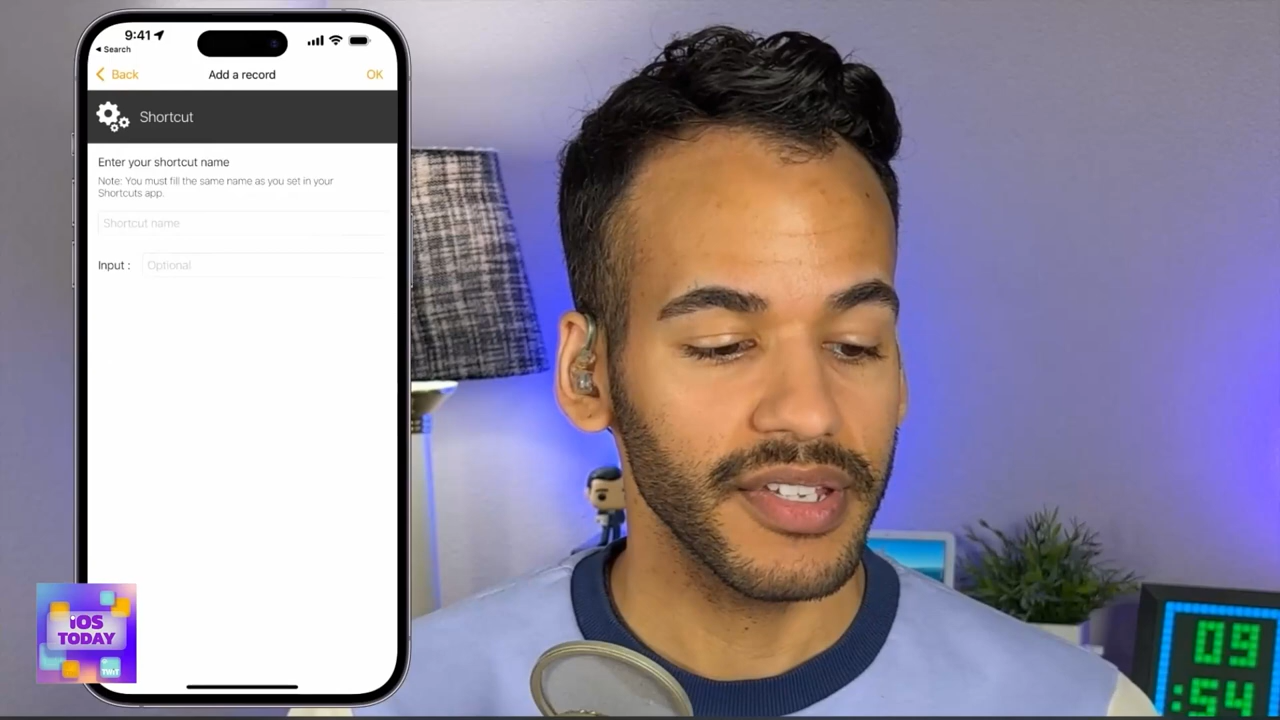 9:41
Search
Back
Add a record
OK
Shortcut
Enter your shortcut name
Note: You must fill the same name as you set in your
Shortcuts app.
Shortcut name
Input :
Optional
iOS
TODAY
TWiT
09
:54